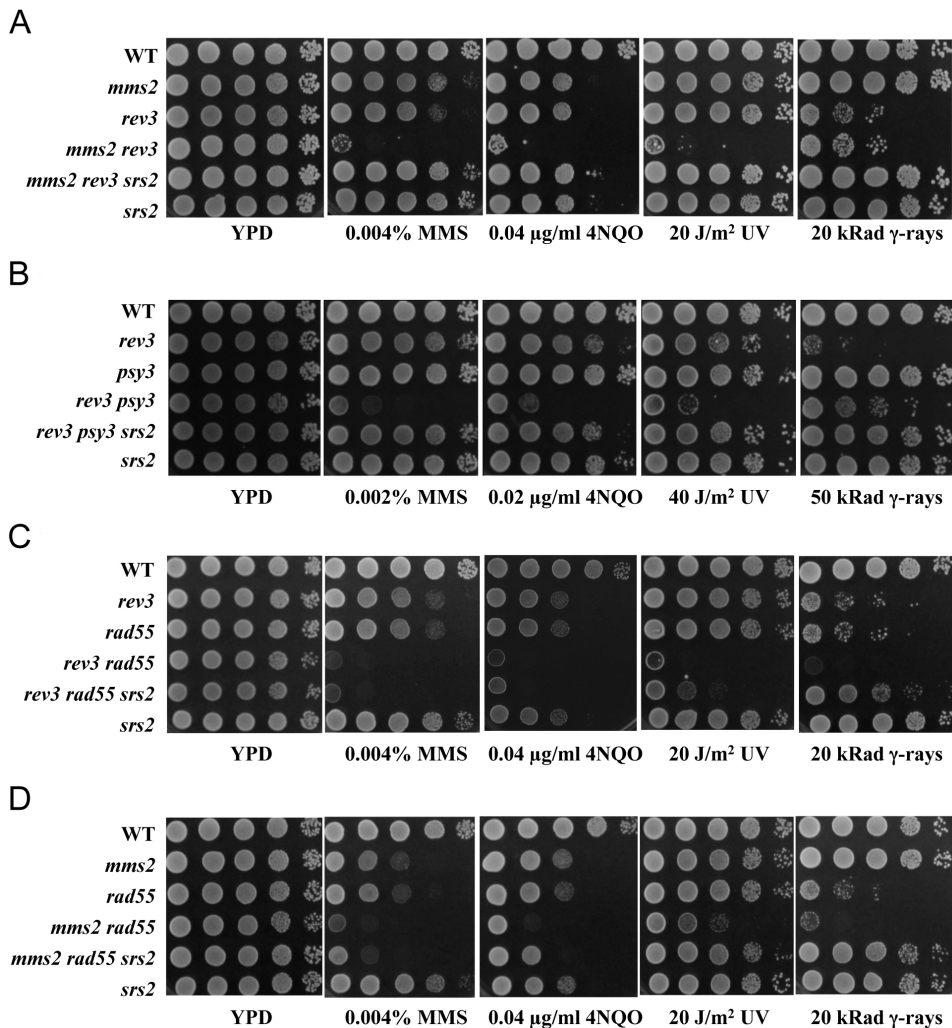 A
WT
mms2
rev3
mms2 rev3
mms2 rev3 srs2
srs2
YPD 0.004% MMS 0.04 μg/ml 4NQO 20 J/m² UV 20 kRad γ-rays
B
WT
rev3
psy3
rev3 psy3
rev3 psy3 srs2
srs2
YPD 0.002% MMS 0.02 μg/ml 4NQO 40 J/m² UV 50 kRad γ-rays
C
WT
rev3
rad55
rev3 rad55
rev3 rad55 srs2
srs2
YPD 0.004% MMS 0.04 μg/ml 4NQO 20 J/m² UV 20 kRad γ-rays
D
WT
mms2
rad55
mms2 rad55
mms2 rad55 srs2
srs2
YPD 0.004% MMS 0.04 μg/ml 4NQO 20 J/m² UV 20 kRad γ-rays